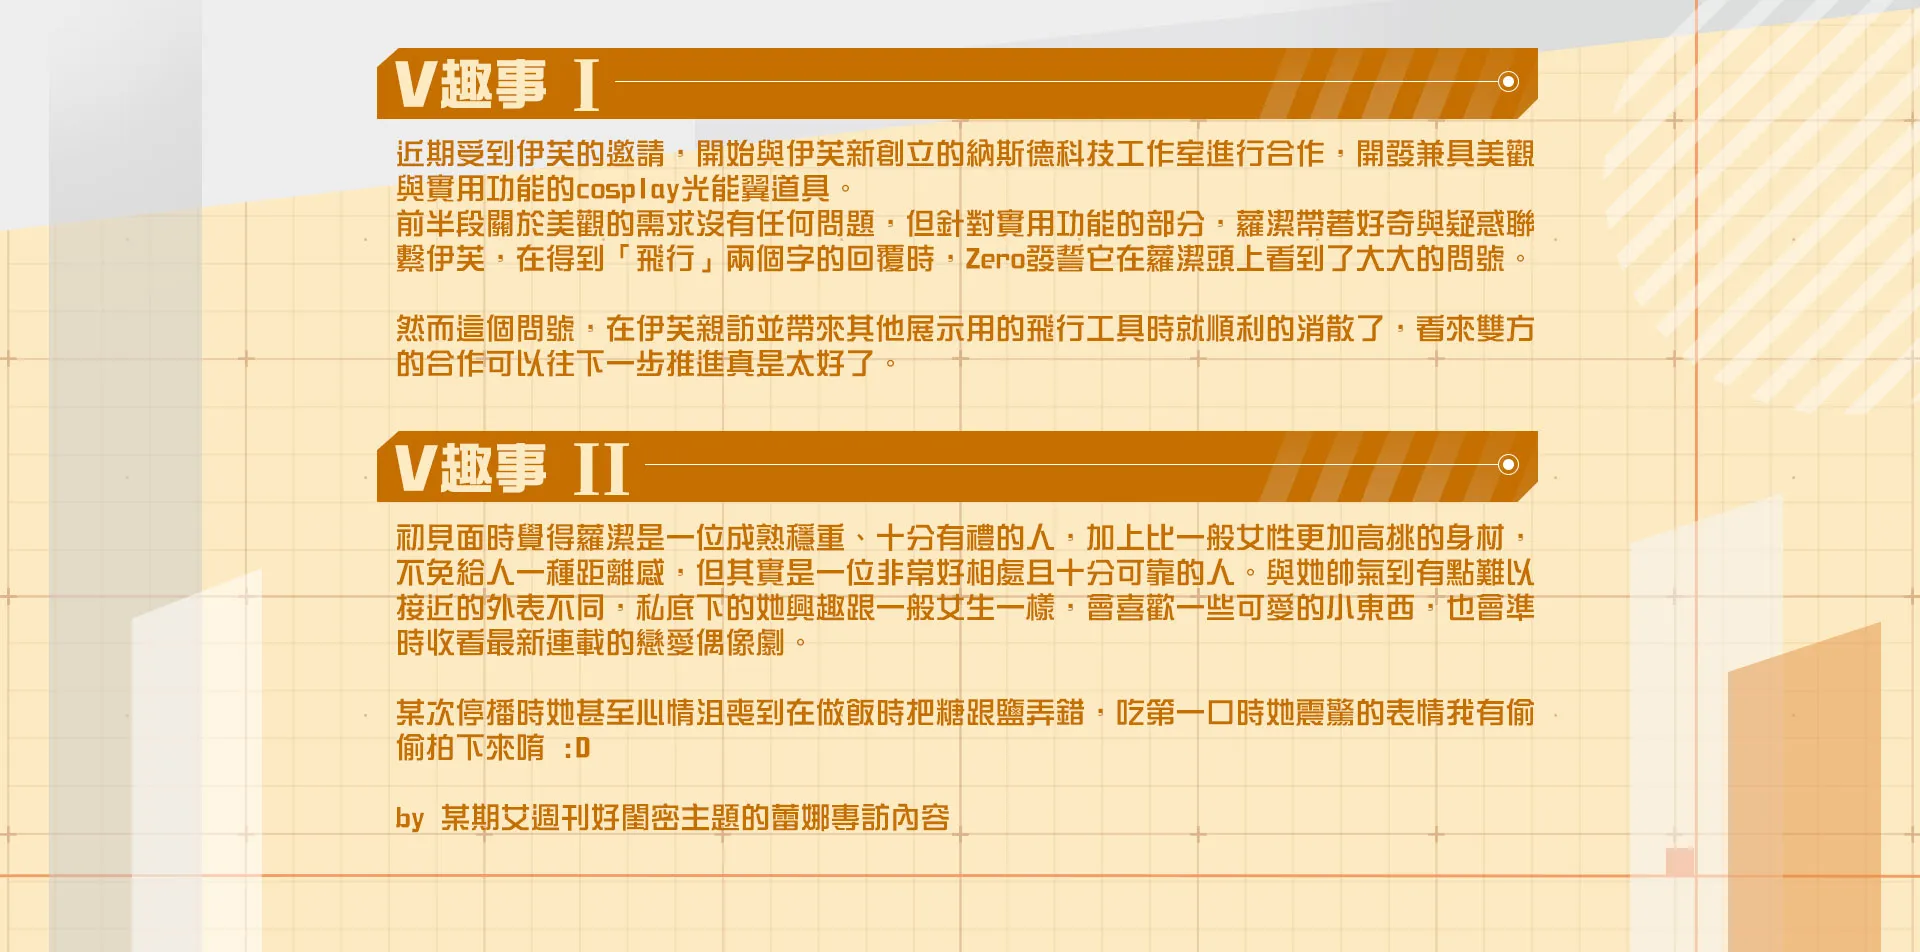 V趣事 I
近期受到伊芙的邀請，開始與伊芙新創立的納斯德科技工作室進行合作，開發兼具美觀
與實用功能的cosplay光能翼道具。
前半段關於美觀的需求沒有任何問題，但針對實用功能的部分，蘿潔帶著好奇與疑惑聯
繫伊芙，在得到「飛行」兩個字的回覆時，Zero發誓它在蘿潔頭上看到了大大的問號。
然而這個問號，在伊芙親訪並帶來其他展示用的飛行工具時就順利的消散了，看來雙方
的合作可以往下一步推進真是太好了。
V趣事 II
初見面時覺得蘿潔是一位成熟穩重、十分有禮的人，加上比一般女性更加高挑的身材，
不免給人一種距離感，但其實是一位非常好相處且十分可靠的人。與她帥氣到有點難以
接近的外表不同，私底下的她興趣跟一般女生一樣，會喜歡一些可愛的小東西，也會準
時收看最新連載的戀愛偶像劇。
某次停播時她甚至心情沮喪到在做飯時把糖跟鹽弄錯，吃第一口時她震驚的表情我有偷
偷拍下來唷 :D
by 某期艾週刊好閨密主題的蕾娜專訪內容